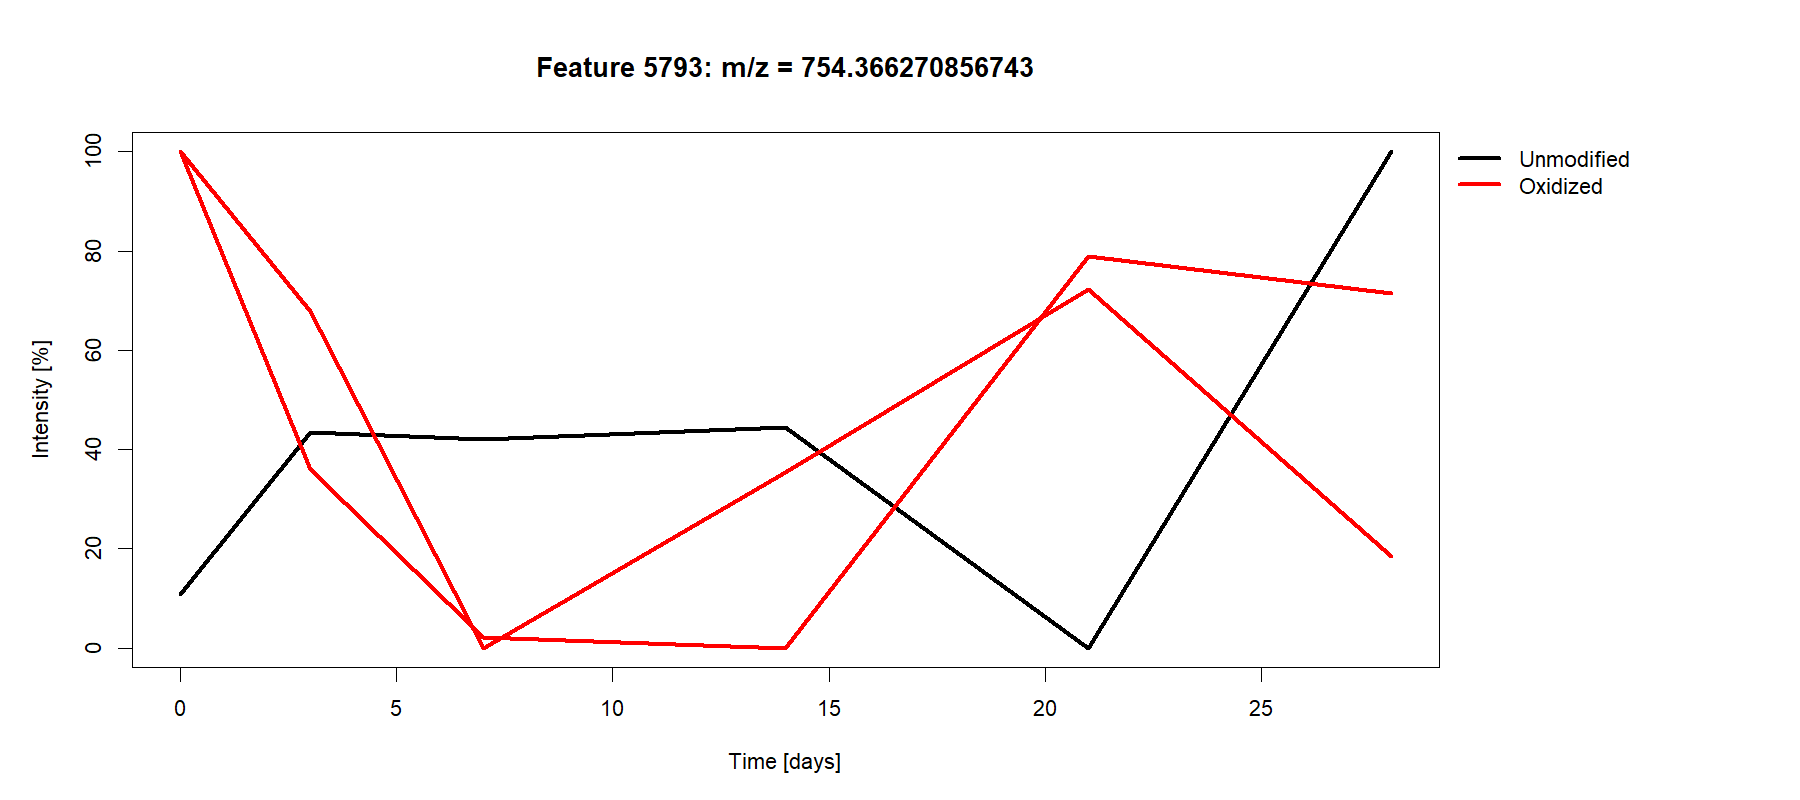 Feature 5793: m/z = 754.366270856743
Unmodified
Oxidized
Intensity [%]
100
80
60
40
20
0
0 5 10 15 20 25
Time [days]